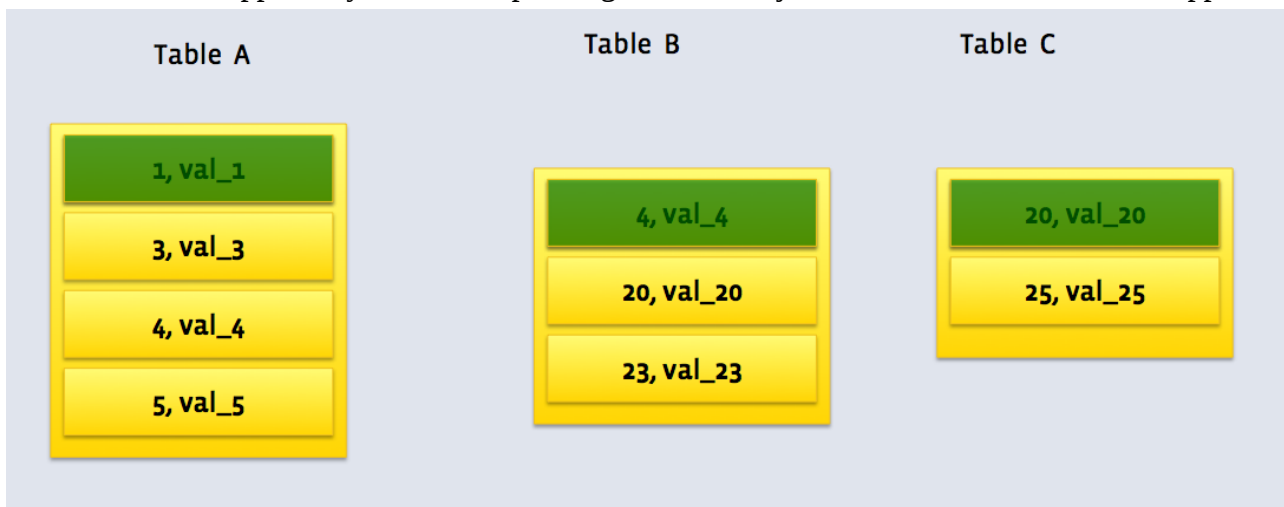 Table A
1, val_1
3, val_3
4, val_4
5, val_5
Table B
4, val_4
20, val_20
23, val_23
Table C
20, val_20
25, val_25